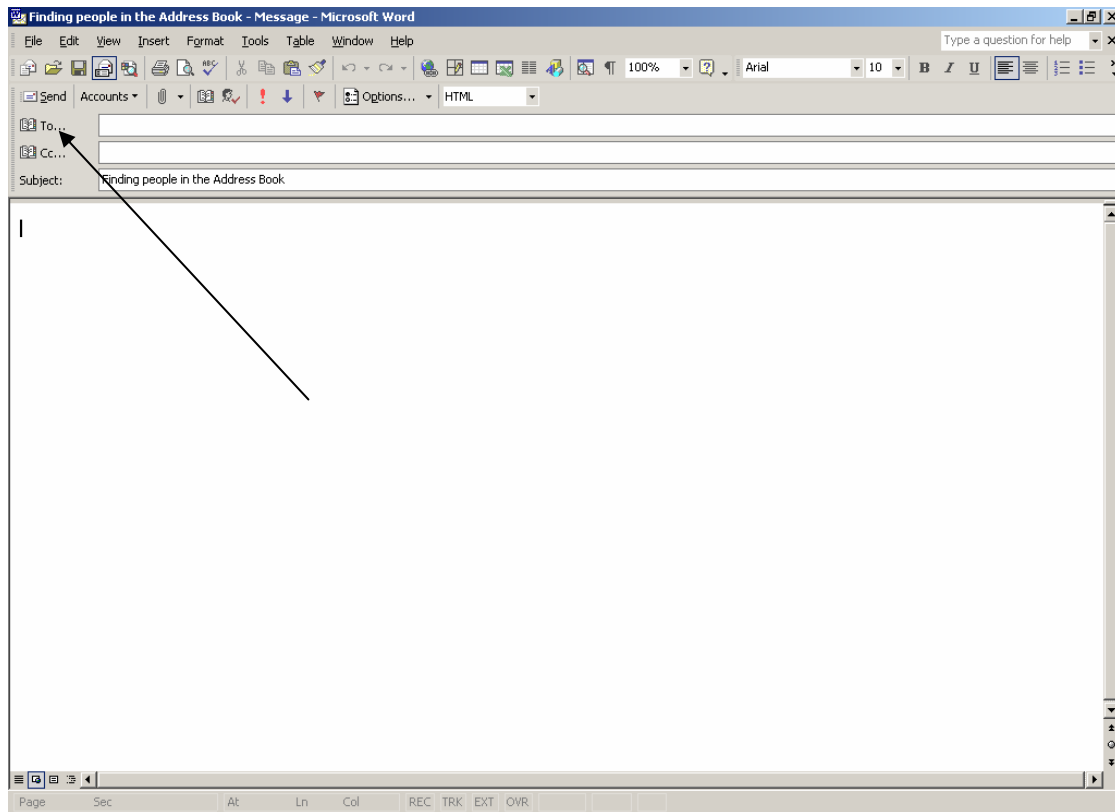 Finding people in the Address Book - Message - Microsoft Word
File Edit View Insert Format Tools Table Window Help Type a question for help
100% Arial 10 B I U
Send Accounts Options... HTML
To...
Cc...
Subject: Finding people in the Address Book
Page Sec At Ln Col REC TRK EXT OVR